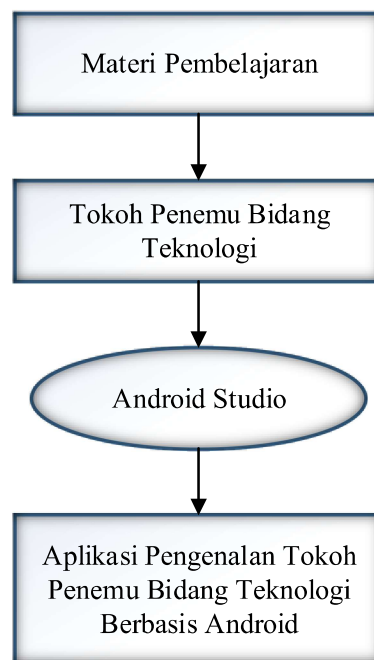 Materi Pembelajaran
Tokoh Penemu Bidang
Teknologi
Android Studio
Aplikasi Pengenalan Tokoh
Penemu Bidang Teknologi
Berbasis Android